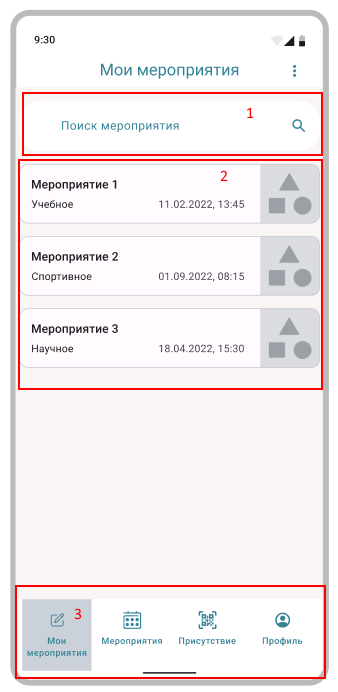 9:30
Мои мероприятия
1
Поиск мероприятия
2
Мероприятие 1
Учебное 11.02.2022, 13:45
Мероприятие 2
Спортивное 01.09.2022, 08:15
Мероприятие 3
Научное 18.04.2022, 15:30
3
Мои мероприятия
Мероприятия
Присутствие
Профиль